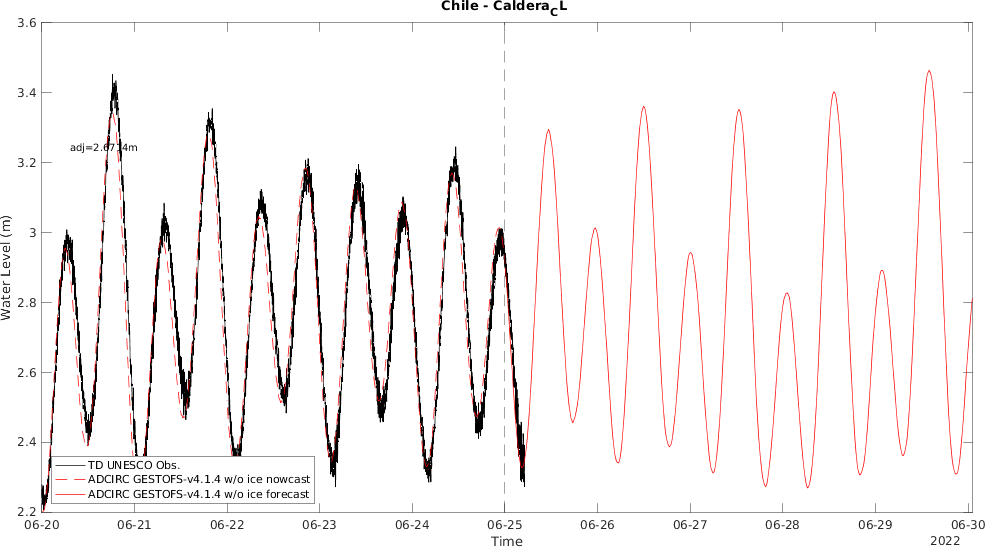 Chile - Caldera_CL
3.6
3.4
3.2
3
2.8
2.6
2.4
2.2
Water Level (m)
adj=2.6714m
TD UNESCO Obs.
ADCIRC GESTOFS-v4.1.4 w/o ice nowcast
ADCIRC GESTOFS-v4.1.4 w/o ice forecast
06-20 06-21 06-22 06-23 06-24 06-25 06-26 06-27 06-28 06-29 06-30
Time
2022